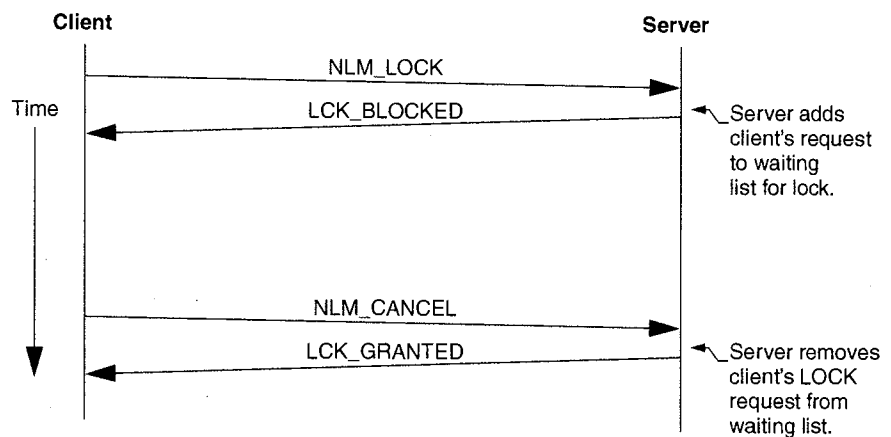 Client
Server
NLM_LOCK
Time
LCK_BLOCKED
Server adds
client's request
to waiting
list for lock.
NLM_CANCEL
LCK_GRANTED
Server removes
client's LOCK
request from
waiting list.